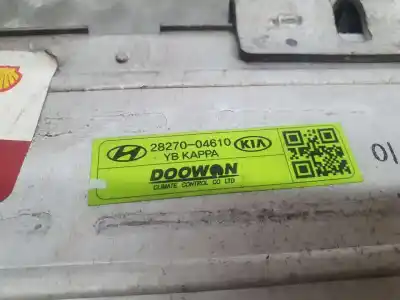 28270-04610 KIA
YB KAPPA
DOOWON
CLIMATE CONTROL CO LTD
01